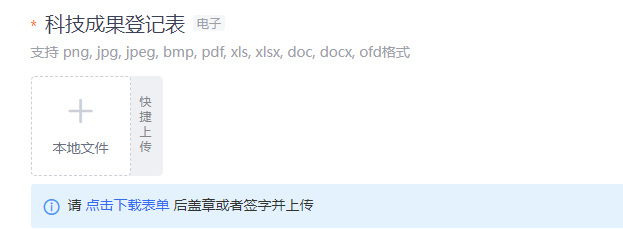 * 科技成果登记表 电子
支持 png, jpg, jpeg, bmp, pdf, xls, xlsx, doc, docx, ofd格式
本地文件
快捷上传
请 点击下载表单 后盖章或者签字并上传